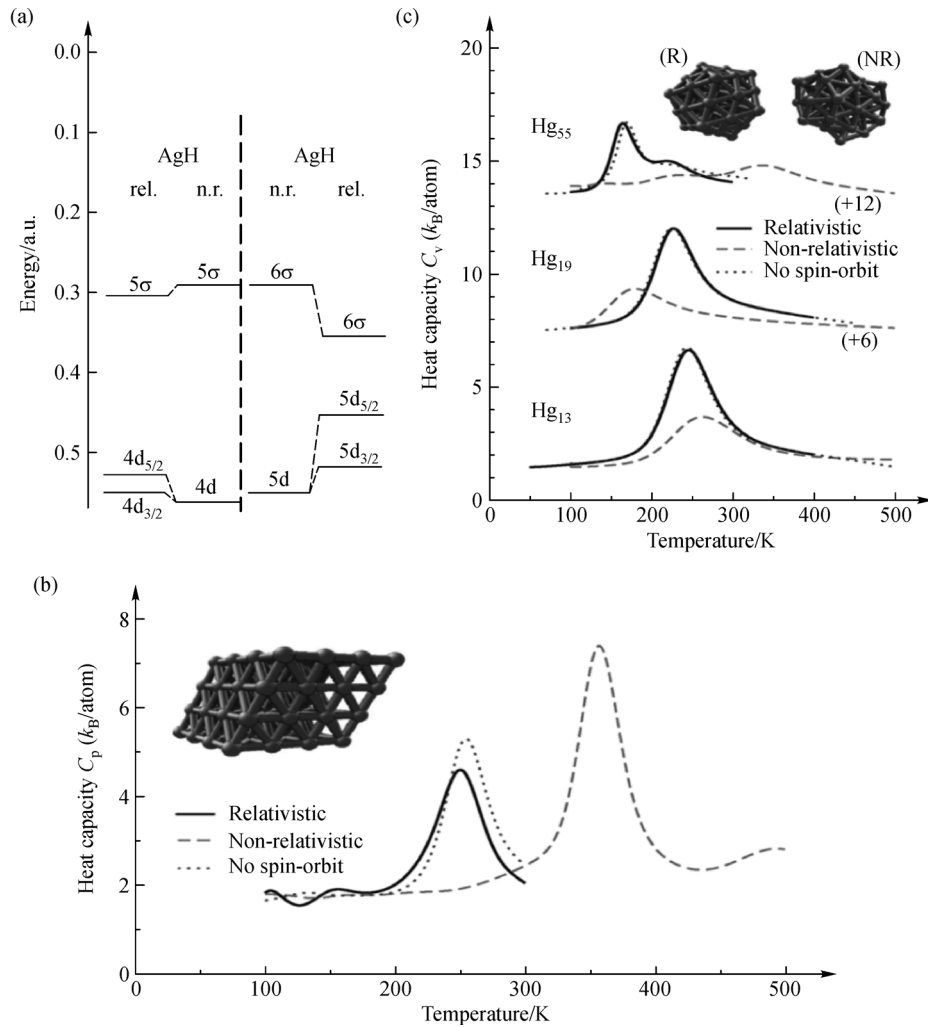 (a)
0.0
0.1
0.2
0.3
0.4
0.5
Energy/a.u.
AgH AgH
rel. n.r. n.r. rel.
5σ 5σ 6σ
6σ
5d5/2
5d3/2
4d5/2
4d 5d
4d3/2
(c)
20
15
10
5
0
Heat capacity Cv (kB/atom)
(R) (NR)
Hg55
(+12)
Relativistic
Non-relativistic
No spin-orbit
Hg19
(+6)
Hg13
0 100 200 300 400 500
Temperature/K
(b)
8
6
4
2
0
Heat capacity Cp (kB/atom)
Relativistic
Non-relativistic
No spin-orbit
0 100 200 300 400 500
Temperature/K